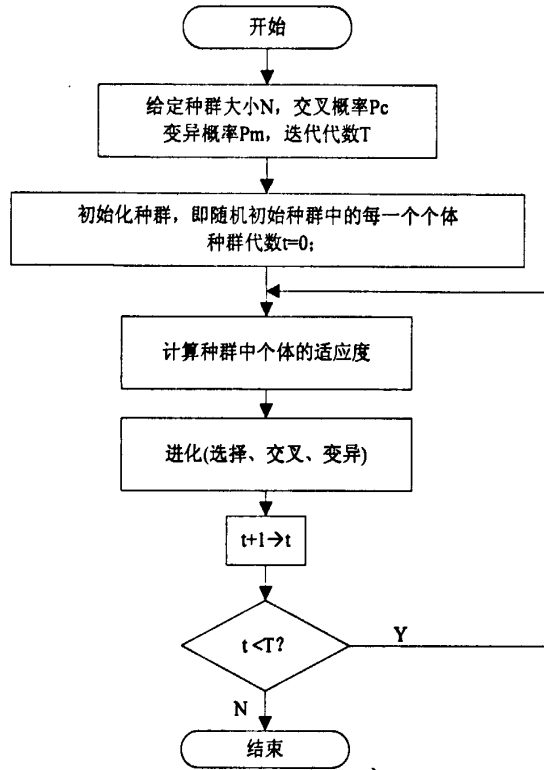 开始
给定种群大小N，交叉概率Pc
变异概率Pm，迭代代数T
初始化种群，即随机初始种群中的每一个个体
种群代数t=0；
计算种群中个体的适应度
进化(选择、交叉、变异)
t+1→t
t<T?
Y
N
结束